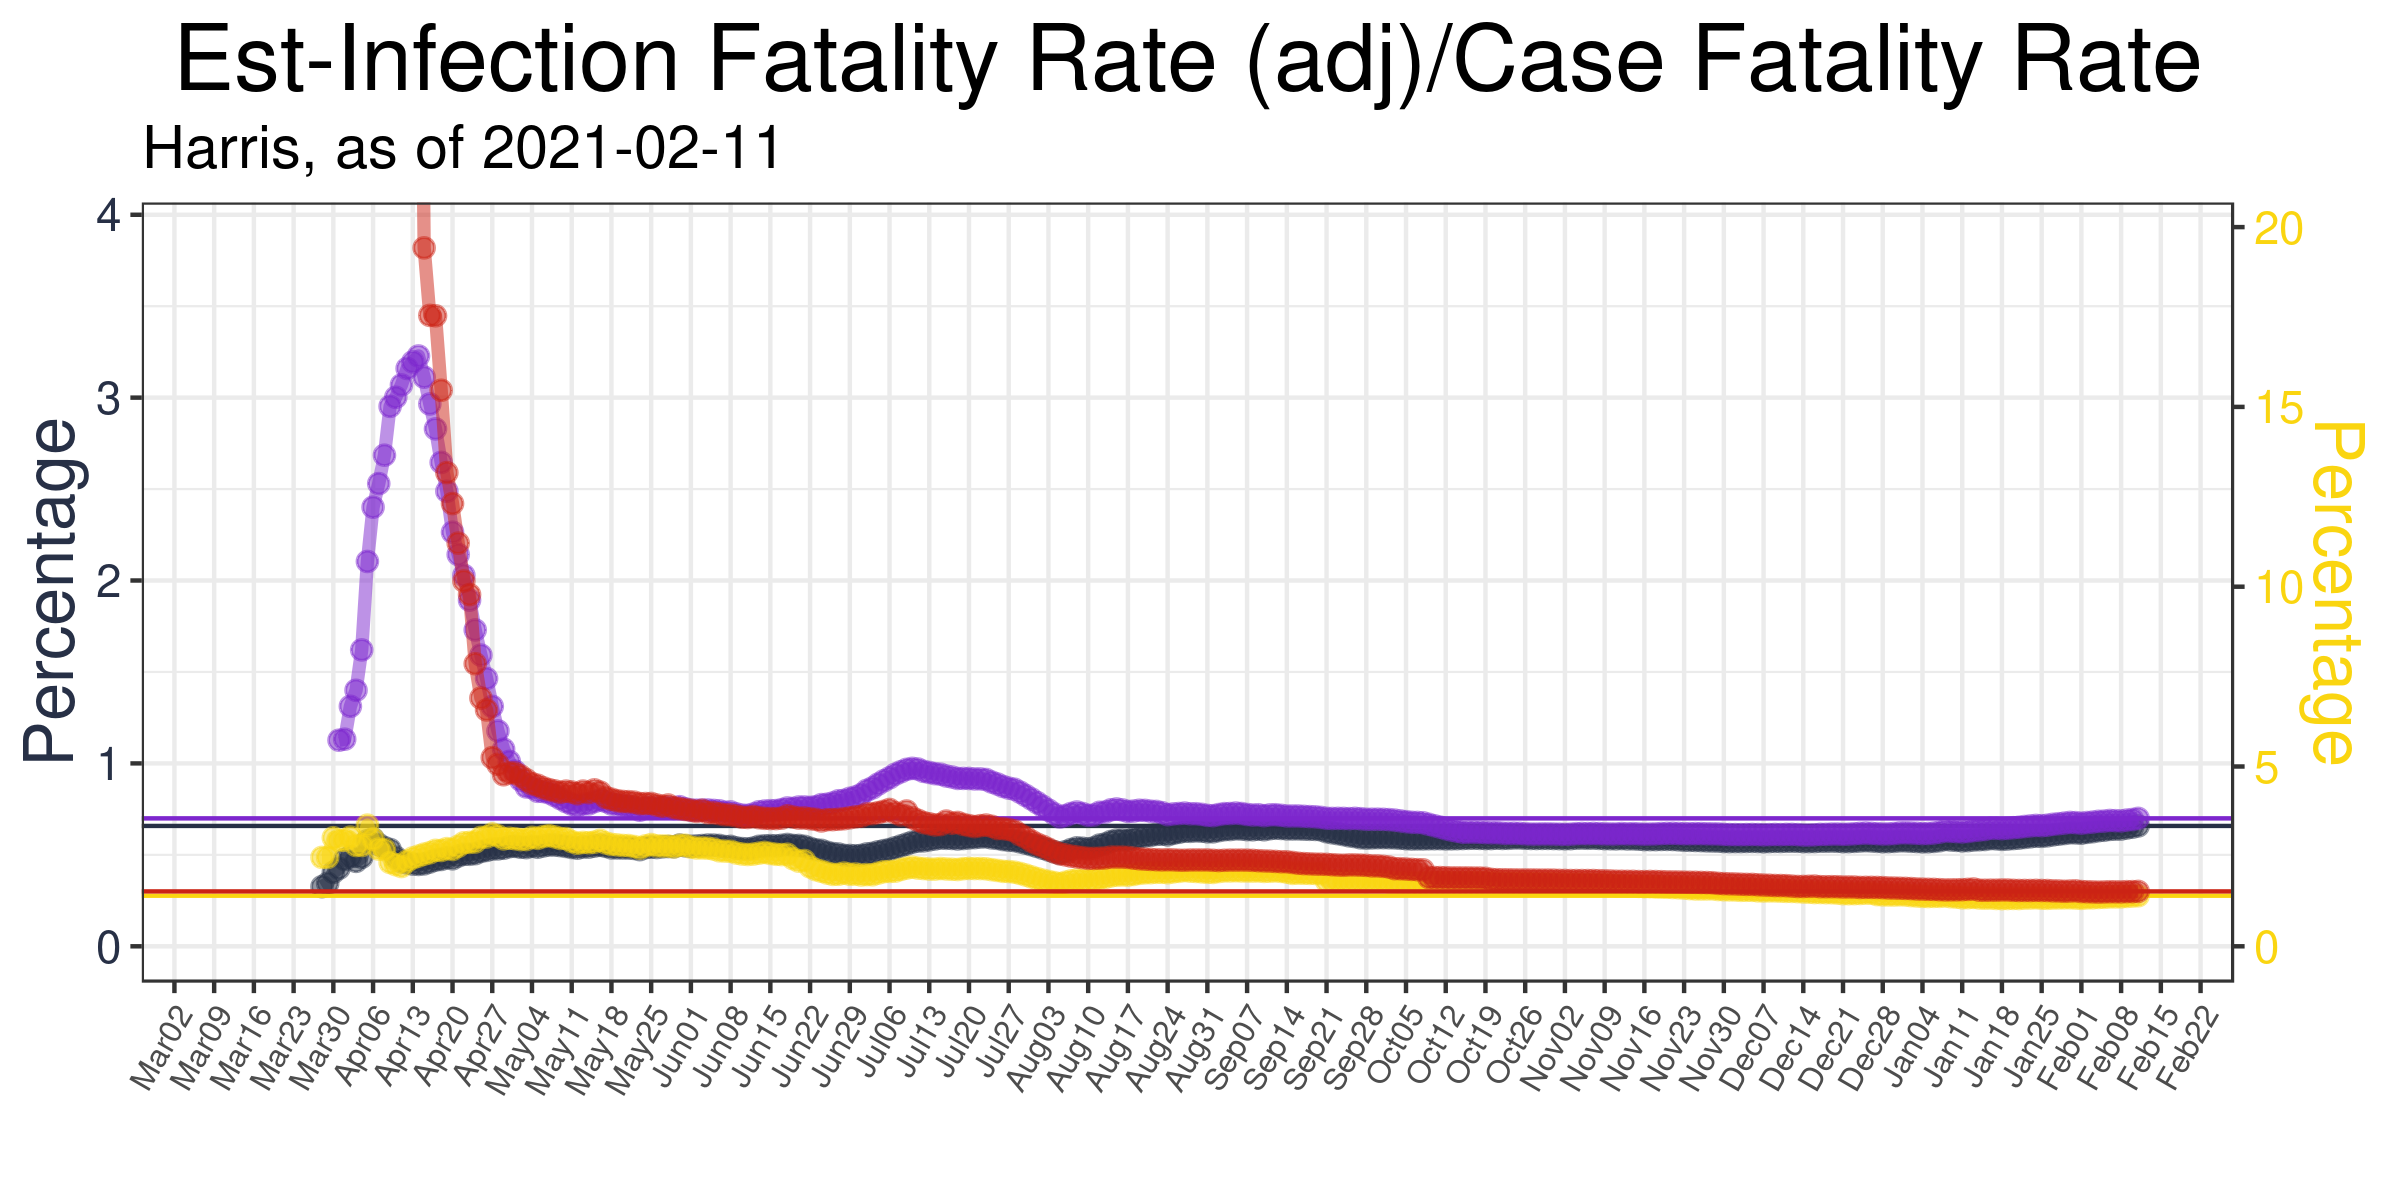 Est-Infection Fatality Rate (adj)/Case Fatality Rate
Harris, as of 2021-02-11
Percentage
4
3
2
1
0
20
15
10
5
0
Percentage
Mar02
Mar09
Mar16
Mar23
Mar30
Apr06
Apr13
Apr20
Apr27
May04
May11
May18
May25
Jun01
Jun08
Jun15
Jun22
Jun29
Jul06
Jul13
Jul20
Jul27
Aug03
Aug10
Aug17
Aug24
Aug31
Sep07
Sep14
Sep21
Sep28
Oct05
Oct12
Oct19
Oct26
Nov02
Nov09
Nov16
Nov23
Nov30
Dec07
Dec14
Dec21
Dec28
Jan04
Jan11
Jan18
Jan25
Feb01
Feb08
Feb15
Feb22